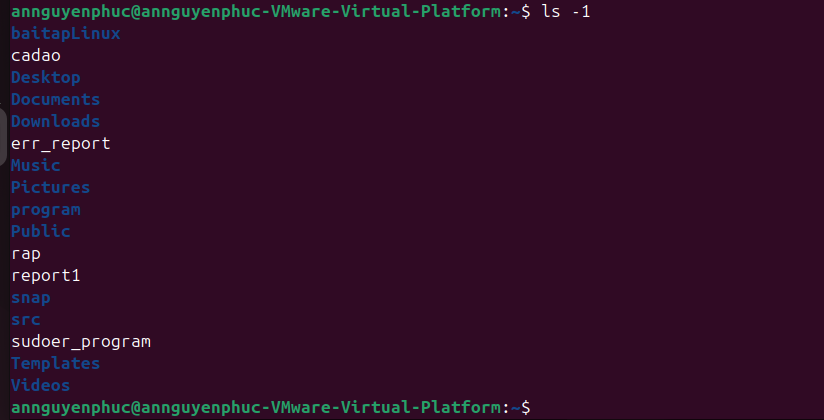 annguyenphuc@annguyenphuc-VMware-Virtual-Platform:~$ ls -1
baitapLinux
cadao
Desktop
Documents
Downloads
err_report
Music
Pictures
program
Public
rap
report1
snap
src
sudoer_program
Templates
Videos
annguyenphuc@annguyenphuc-VMware-Virtual-Platform:~$